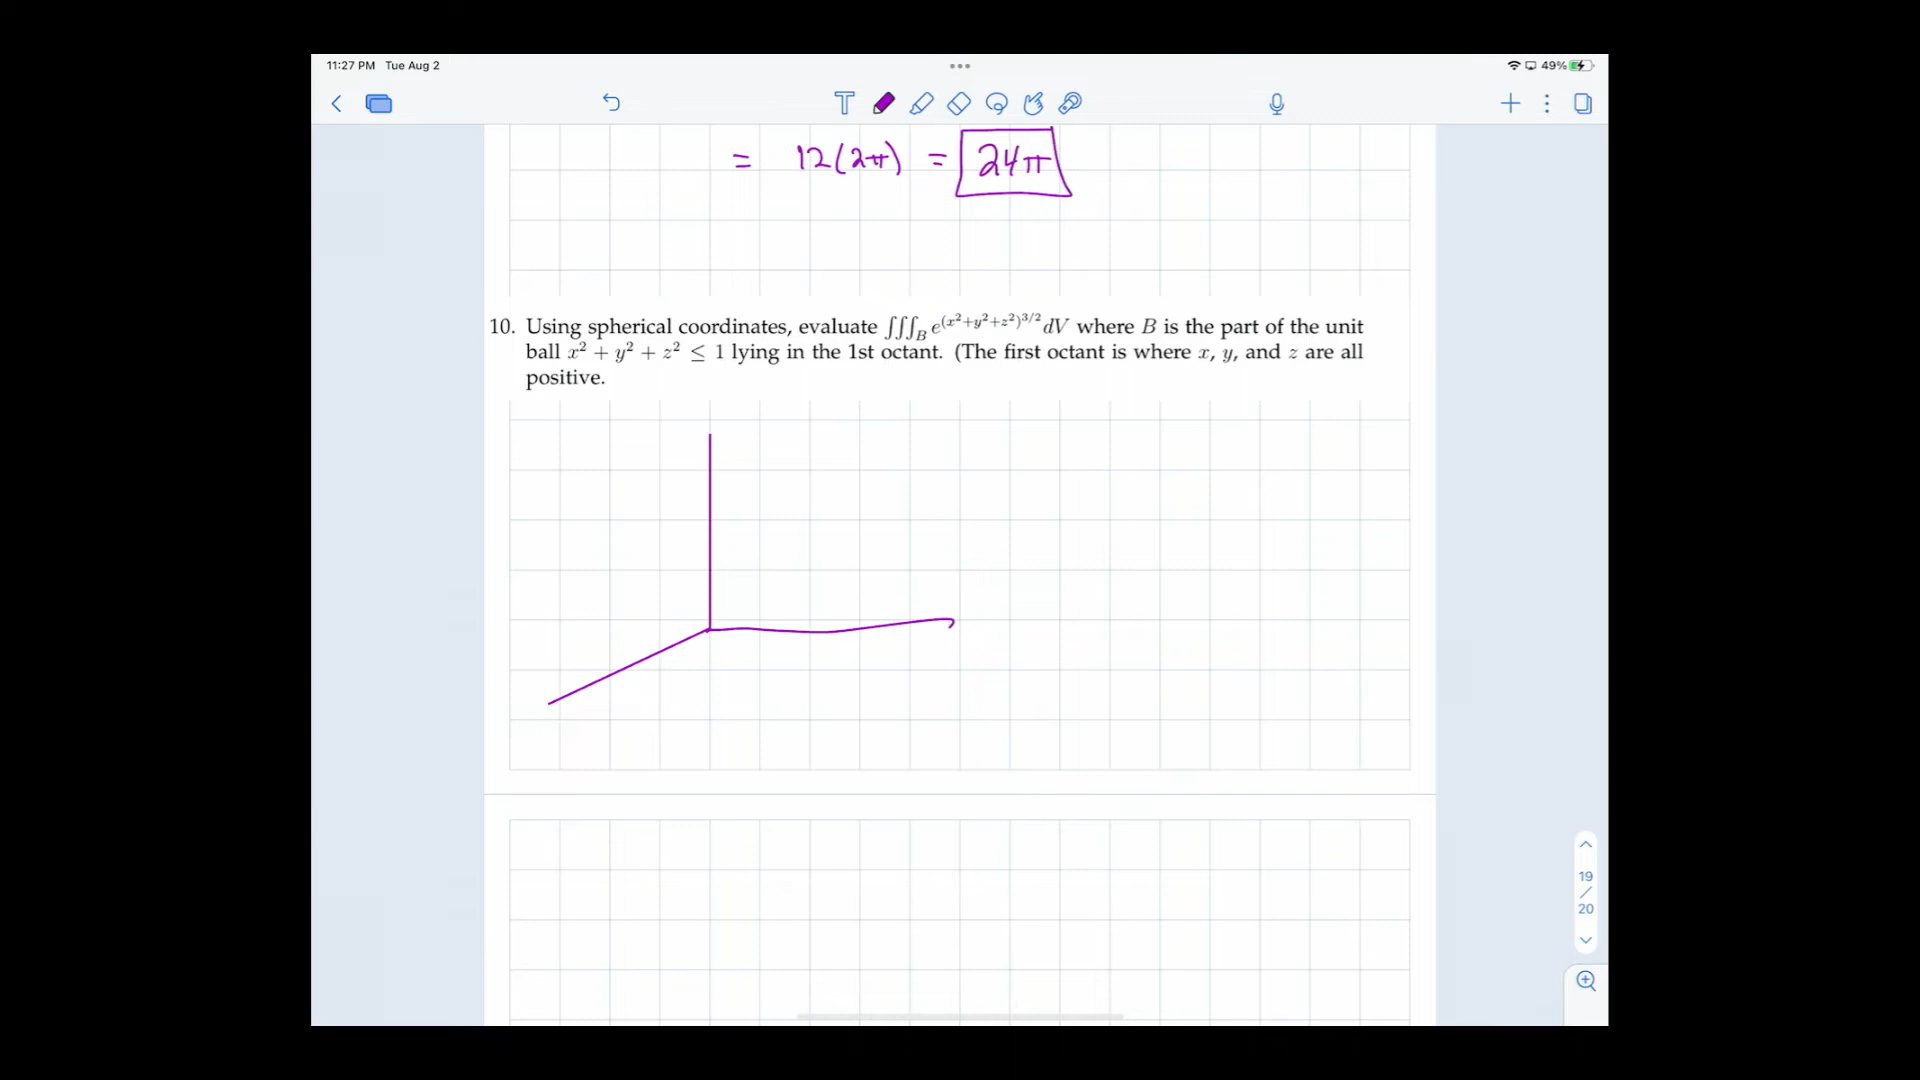 11:27 PM Tue Aug 2
49%
= 12(2π) = 24π
10. Using spherical coordinates, evaluate ∭_B e^{(x²+y²+z²)^{3/2}} dV where B is the part of the unit
ball x² + y² + z² ≤ 1 lying in the 1st octant. (The first octant is where x, y, and z are all
positive.
19
/
20